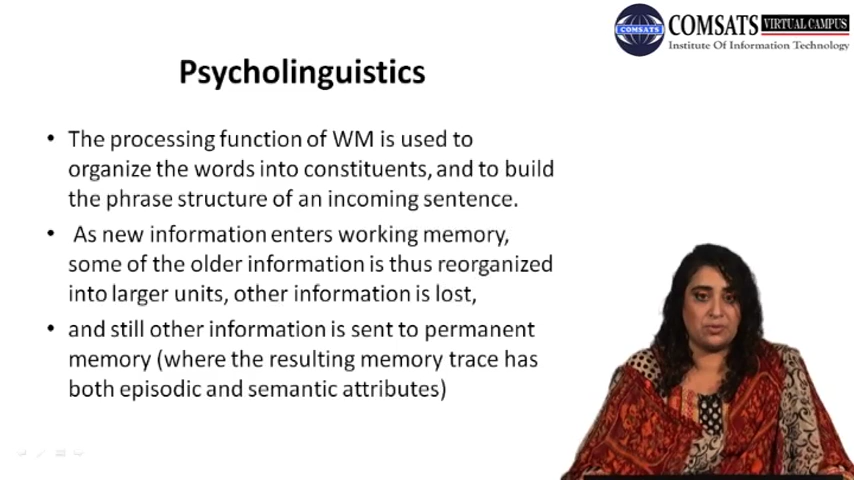 COMSATS
COMSATS VIRTUAL CAMPUS
Institute Of Information Technology
Psycholinguistics
• The processing function of WM is used to
organize the words into constituents, and to build
the phrase structure of an incoming sentence.
• As new information enters working memory,
some of the older information is thus reorganized
into larger units, other information is lost,
• and still other information is sent to permanent
memory (where the resulting memory trace has
both episodic and semantic attributes)